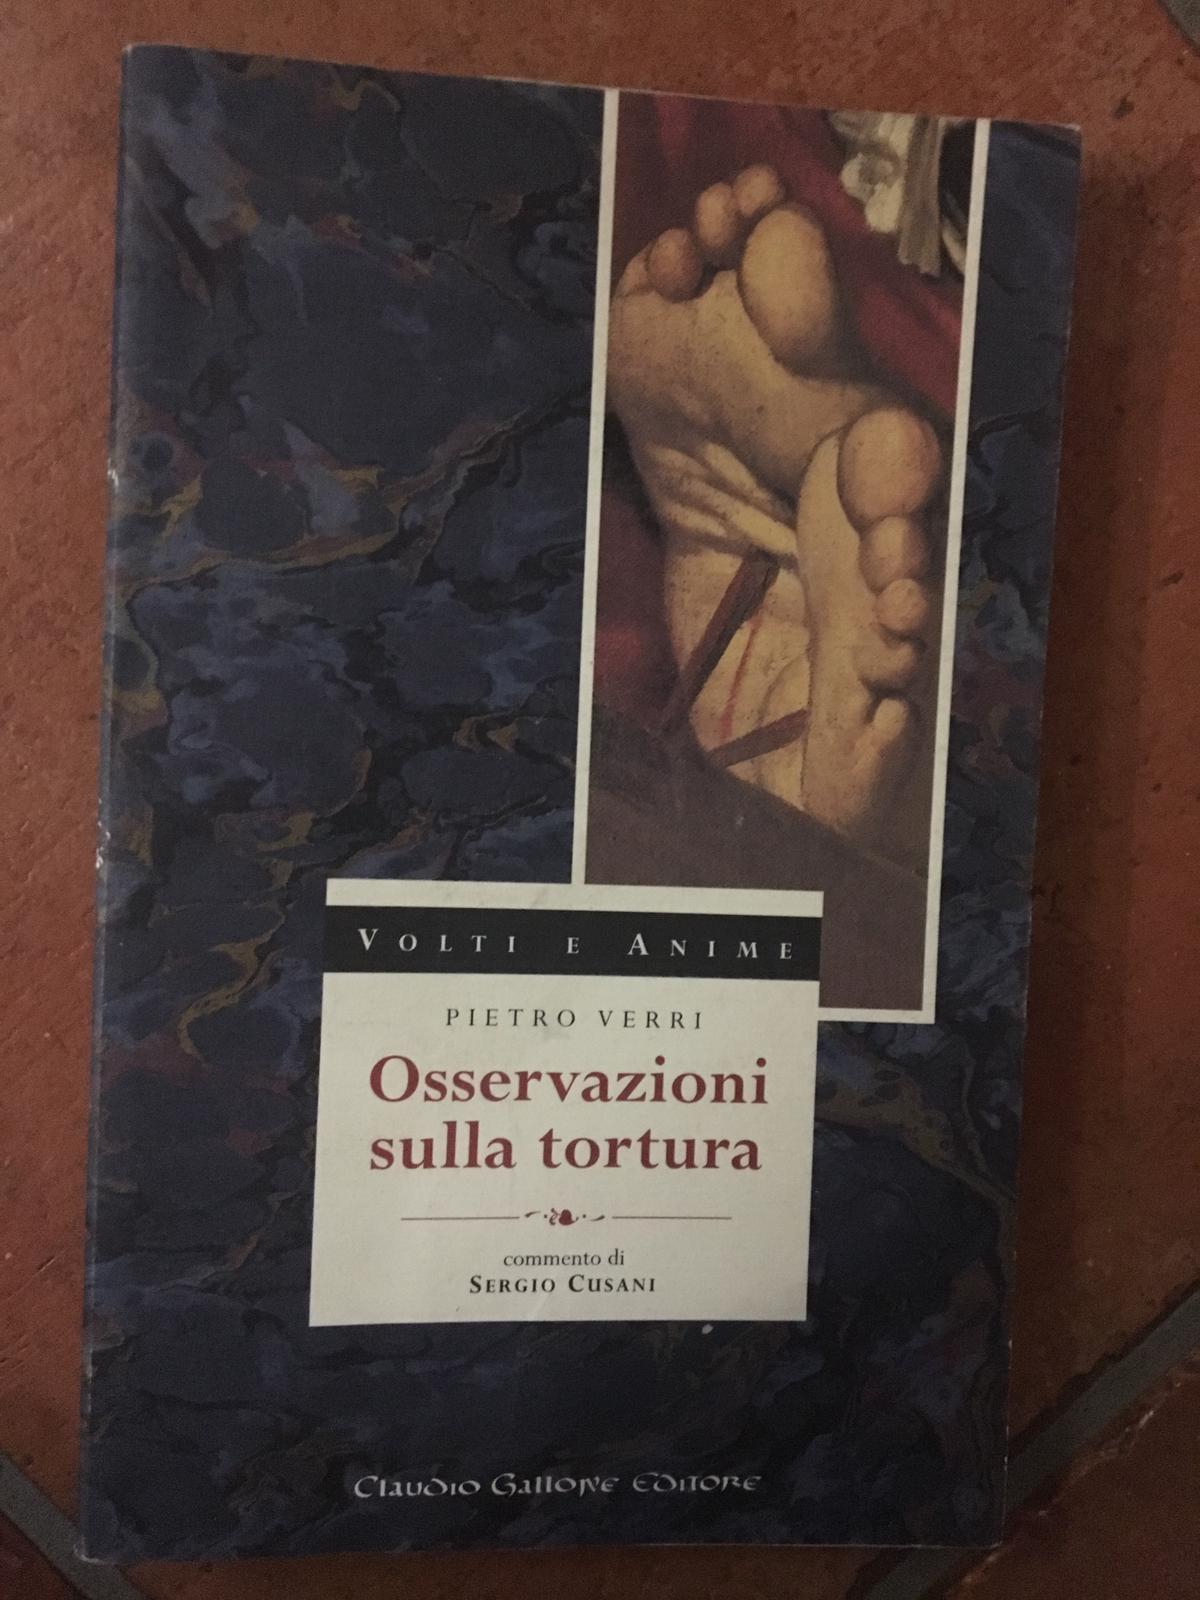 VOLTI E ANIME
PIETRO VERRI
Osservazioni
sulla tortura
commento di
SERGIO CUSANI
Claudio Gallone Editore